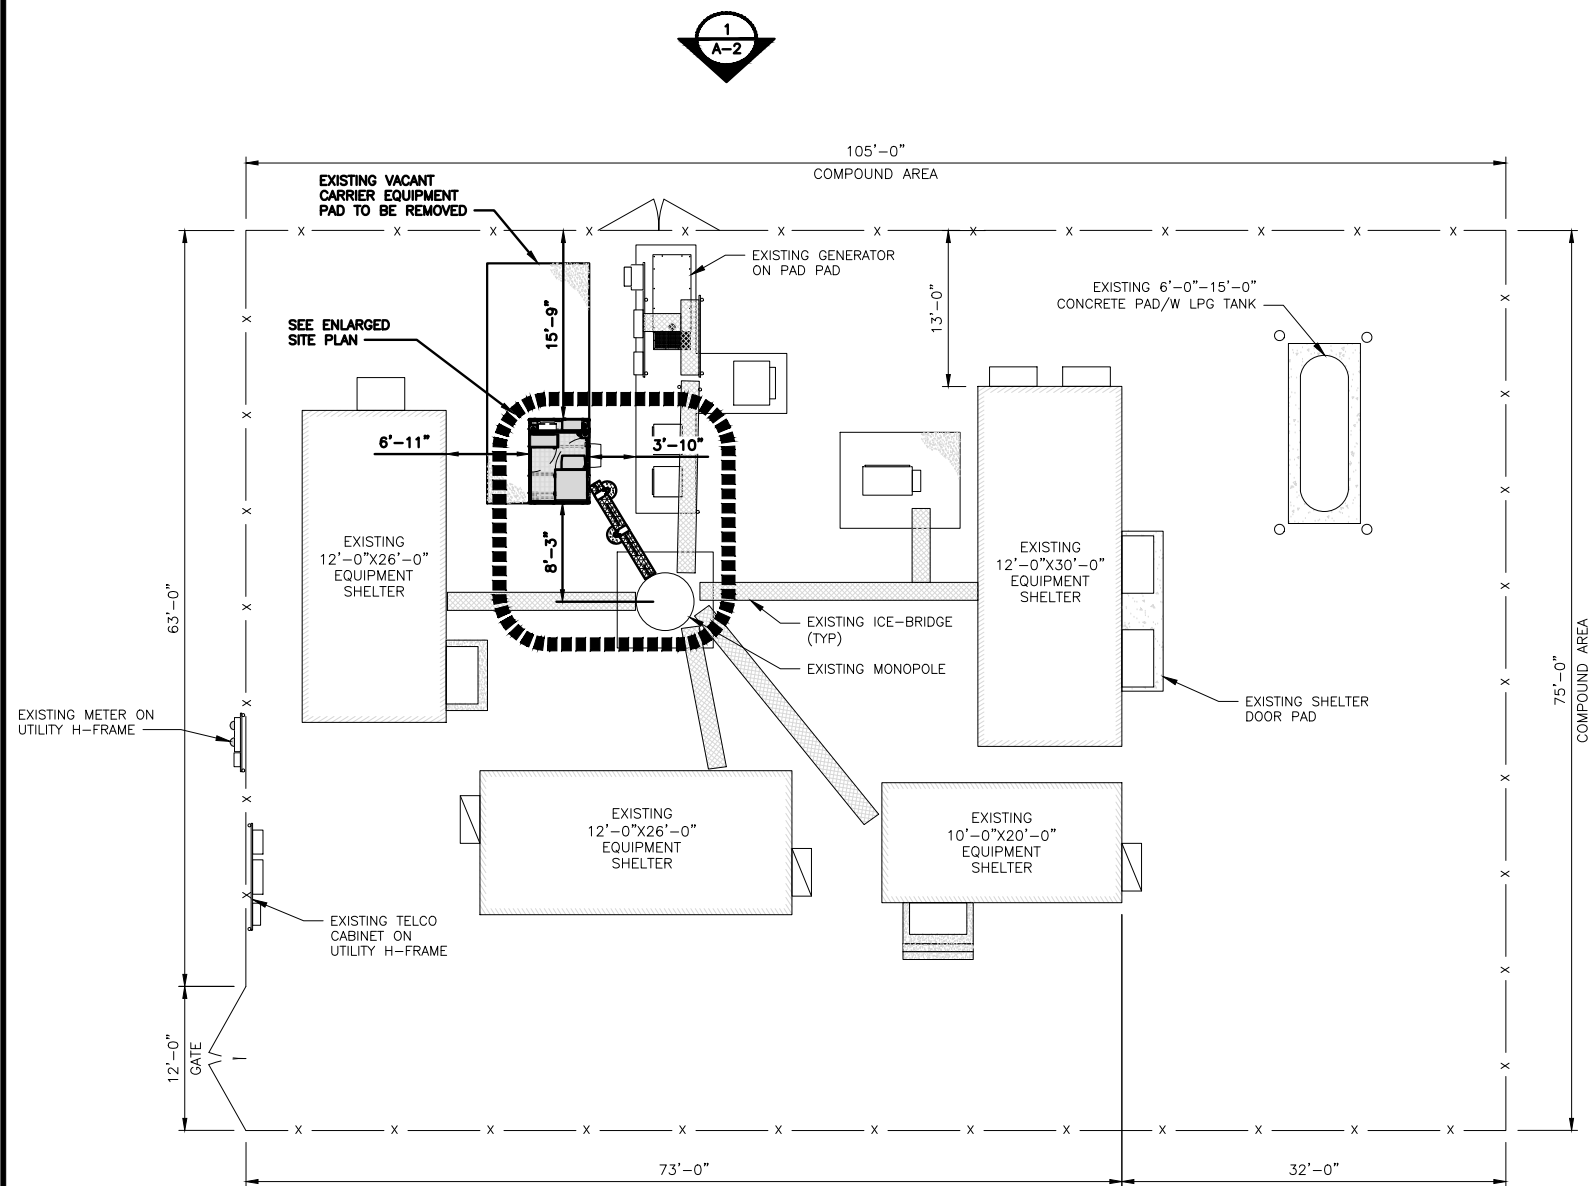 1
A-2
105'-0"
COMPOUND AREA
EXISTING VACANT
CARRIER EQUIPMENT
PAD TO BE REMOVED
X X X X X X X X X X X X X
EXISTING GENERATOR
ON PAD PAD
EXISTING 6'-0"-15'-0"
CONCRETE PAD/W LPG TANK
13'-0"
15'-9"
SEE ENLARGED
SITE PLAN
6'-11"
3'-10"
8'-3"
EXISTING
12'-0"X26'-0"
EQUIPMENT
SHELTER
EXISTING
12'-0"X30'-0"
EQUIPMENT
SHELTER
63'-0"
EXISTING ICE-BRIDGE
(TYP)
EXISTING MONOPOLE
75'-0"
COMPOUND AREA
EXISTING SHELTER
DOOR PAD
EXISTING METER ON
UTILITY H-FRAME
EXISTING
12'-0"X26'-0"
EQUIPMENT
SHELTER
EXISTING
10'-0"X20'-0"
EQUIPMENT
SHELTER
EXISTING TELCO
CABINET ON
UTILITY H-FRAME
12'-0"
GATE
X X X X X X X X X X X X X
73'-0"
32'-0"